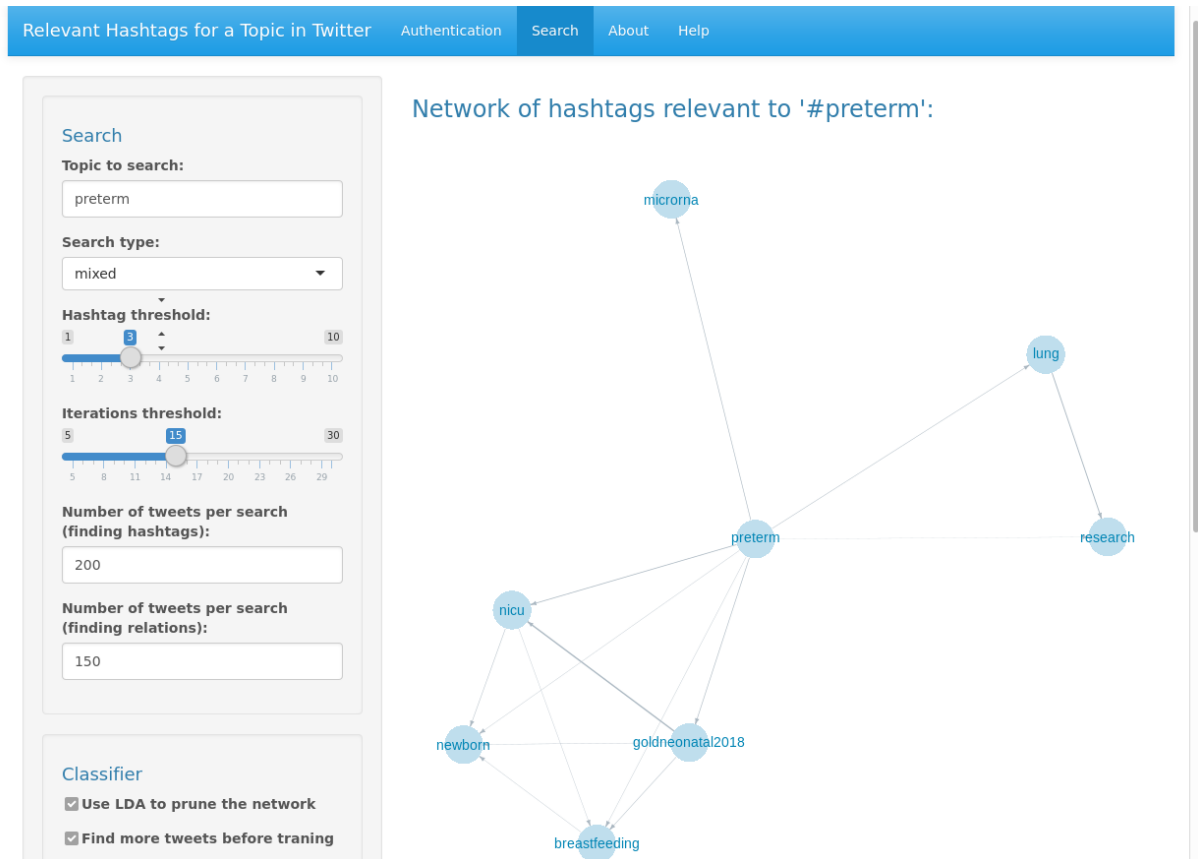 Relevant Hashtags for a Topic in Twitter Authentication Search About Help
Search
Topic to search:
preterm
Search type:
mixed
Hashtag threshold:
1 3 10
1 2 3 4 5 6 7 8 9 10
Iterations threshold:
5 15 30
5 8 11 14 17 20 23 26 29
Number of tweets per search
(finding hashtags):
200
Number of tweets per search
(finding relations):
150
Classifier
Use LDA to prune the network
Find more tweets before traning
Network of hashtags relevant to '#preterm':
microrna
lung
preterm
research
nicu
newborn
goldneonatal2018
breastfeeding